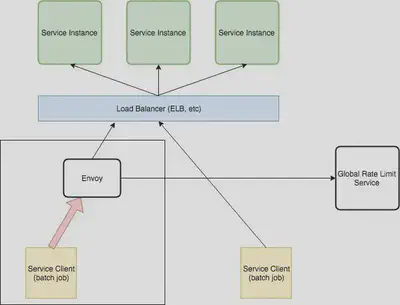 Service Instance
Service Instance
Service Instance
Load Balancer (ELB, etc)
Envoy
Global Rate Limit
Service
Service Client
(batch job)
Service Client
(batch job)